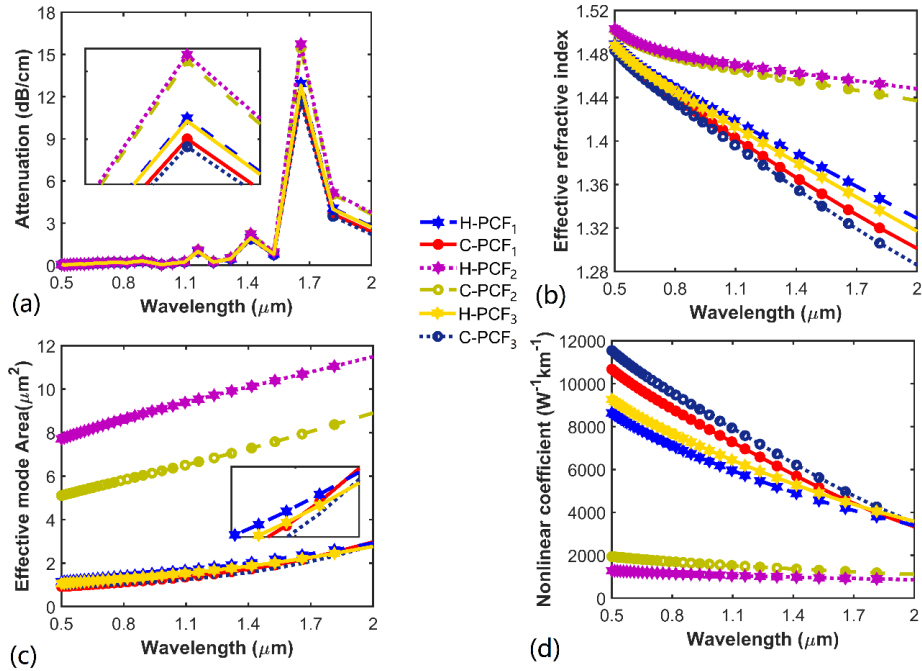 Attenuation (dB/cm)
18
15
12
9
6
3
0
0.5 0.8 1.1 1.4 1.7 2
Wavelength (μm)
(a)
Effective refractive index
1.52
1.48
1.44
1.4
1.36
1.32
1.28
0.5 0.8 1.1 1.4 1.7 2
Wavelength (μm)
(b)
H-PCF₁
C-PCF₁
H-PCF₂
C-PCF₂
H-PCF₃
C-PCF₃
Effective mode Area(μm²)
12
10
8
6
4
2
0
0.5 0.8 1.1 1.4 1.7 2
Wavelength (μm)
(c)
Nonlinear coefficient (W⁻¹km⁻¹)
12000
10000
8000
6000
4000
2000
0
0.5 0.8 1.1 1.4 1.7 2
Wavelength (μm)
(d)